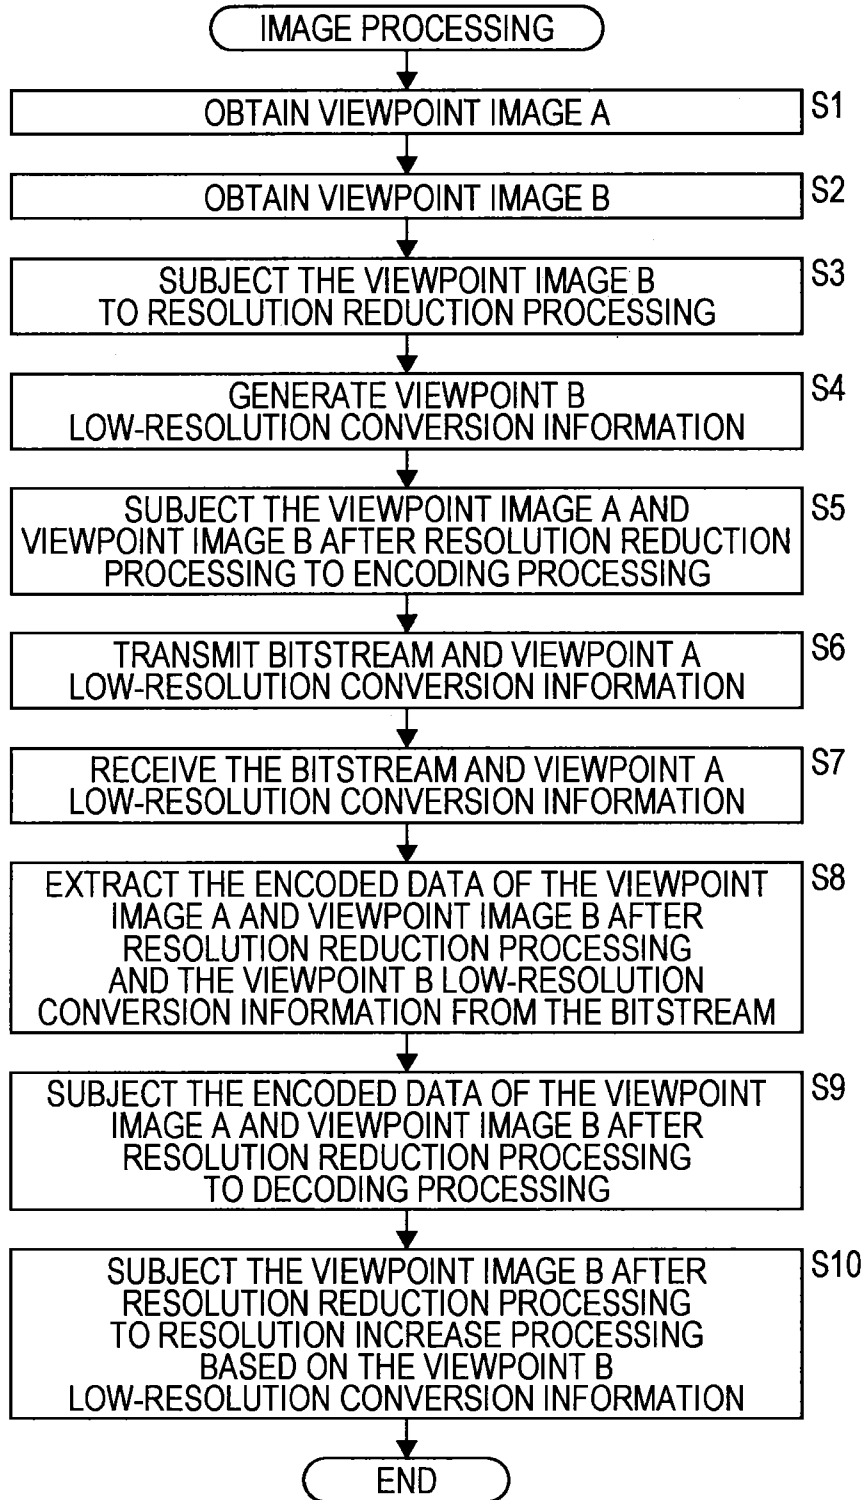 IMAGE PROCESSING
OBTAIN VIEWPOINT IMAGE A
S1
OBTAIN VIEWPOINT IMAGE B
S2
SUBJECT THE VIEWPOINT IMAGE B
TO RESOLUTION REDUCTION PROCESSING
S3
GENERATE VIEWPOINT B
LOW-RESOLUTION CONVERSION INFORMATION
S4
SUBJECT THE VIEWPOINT IMAGE A AND
VIEWPOINT IMAGE B AFTER RESOLUTION REDUCTION
PROCESSING TO ENCODING PROCESSING
S5
TRANSMIT BITSTREAM AND VIEWPOINT A
LOW-RESOLUTION CONVERSION INFORMATION
S6
RECEIVE THE BITSTREAM AND VIEWPOINT A
LOW-RESOLUTION CONVERSION INFORMATION
S7
EXTRACT THE ENCODED DATA OF THE VIEWPOINT
IMAGE A AND VIEWPOINT IMAGE B AFTER
RESOLUTION REDUCTION PROCESSING
AND THE VIEWPOINT B LOW-RESOLUTION
CONVERSION INFORMATION FROM THE BITSTREAM
S8
SUBJECT THE ENCODED DATA OF THE VIEWPOINT
IMAGE A AND VIEWPOINT IMAGE B AFTER
RESOLUTION REDUCTION PROCESSING
TO DECODING PROCESSING
S9
SUBJECT THE VIEWPOINT IMAGE B AFTER
RESOLUTION REDUCTION PROCESSING
TO RESOLUTION INCREASE PROCESSING
BASED ON THE VIEWPOINT B
LOW-RESOLUTION CONVERSION INFORMATION
S10
END